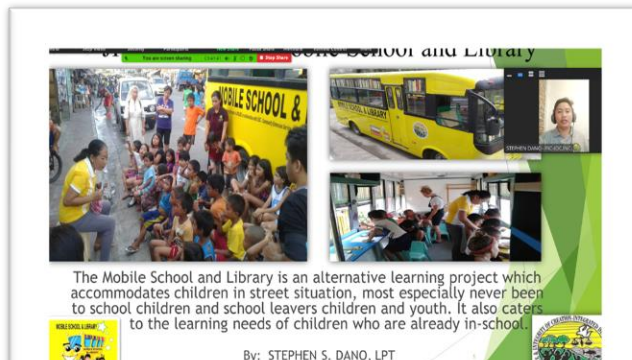 You are screen sharing
Stop Share
School and Library
MOBILE SCHOOL &
MOBILE SCHOOL & LIBRARY
STEPHEN DANO
The Mobile School and Library is an alternative learning project which
accommodates children in street situation, most especially never been
to school children and school leavers children and youth. It also caters
to the learning needs of children who are already in-school.
MOBILE SCHOOL & LIBRARY
By: STEPHEN S. DANO, LPT